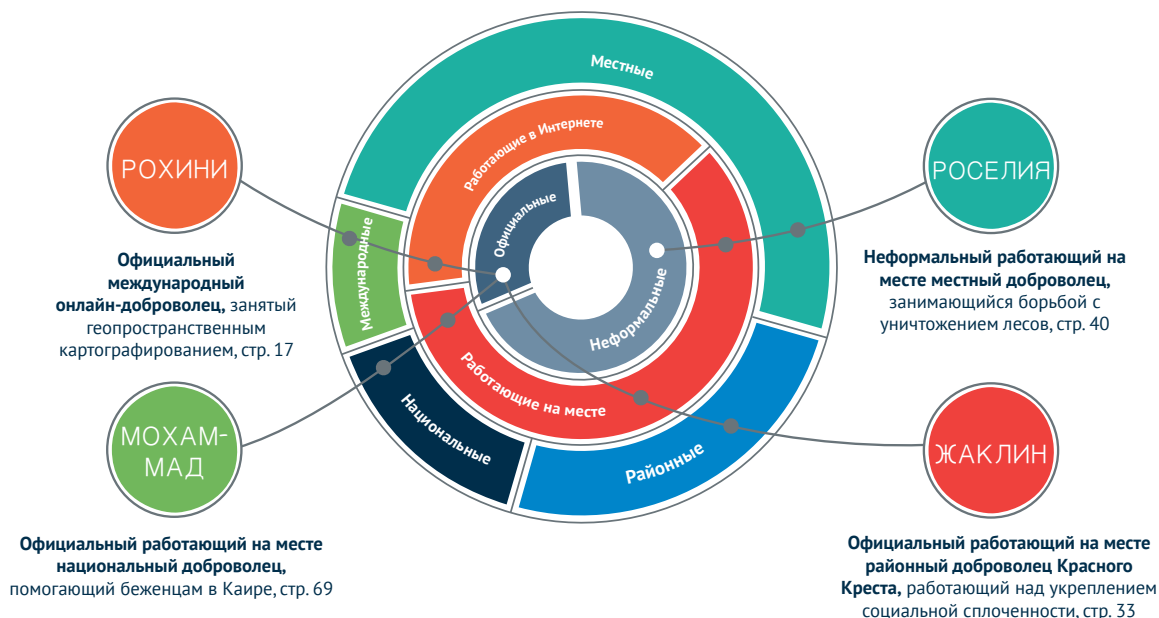 Местные
Работающие в Интернете
Официальные
Неформальные
Международные
Работающие на месте
Национальные
Районные
РОХИНИ
Официальный
международный
онлайн-доброволец, занятый
геопространственным
картографированием, стр. 17
РОСЕЛИЯ
Неформальный работающий на
месте местный доброволец,
занимающийся борьбой с
уничтожением лесов, стр. 40
МОХАМ-
МАД
Официальный работающий на месте
национальный доброволец,
помогающий беженцам в Каире, стр. 69
ЖАКЛИН
Официальный работающий на месте
районный доброволец Красного
Креста, работающий над укреплением
социальной сплоченности, стр. 33